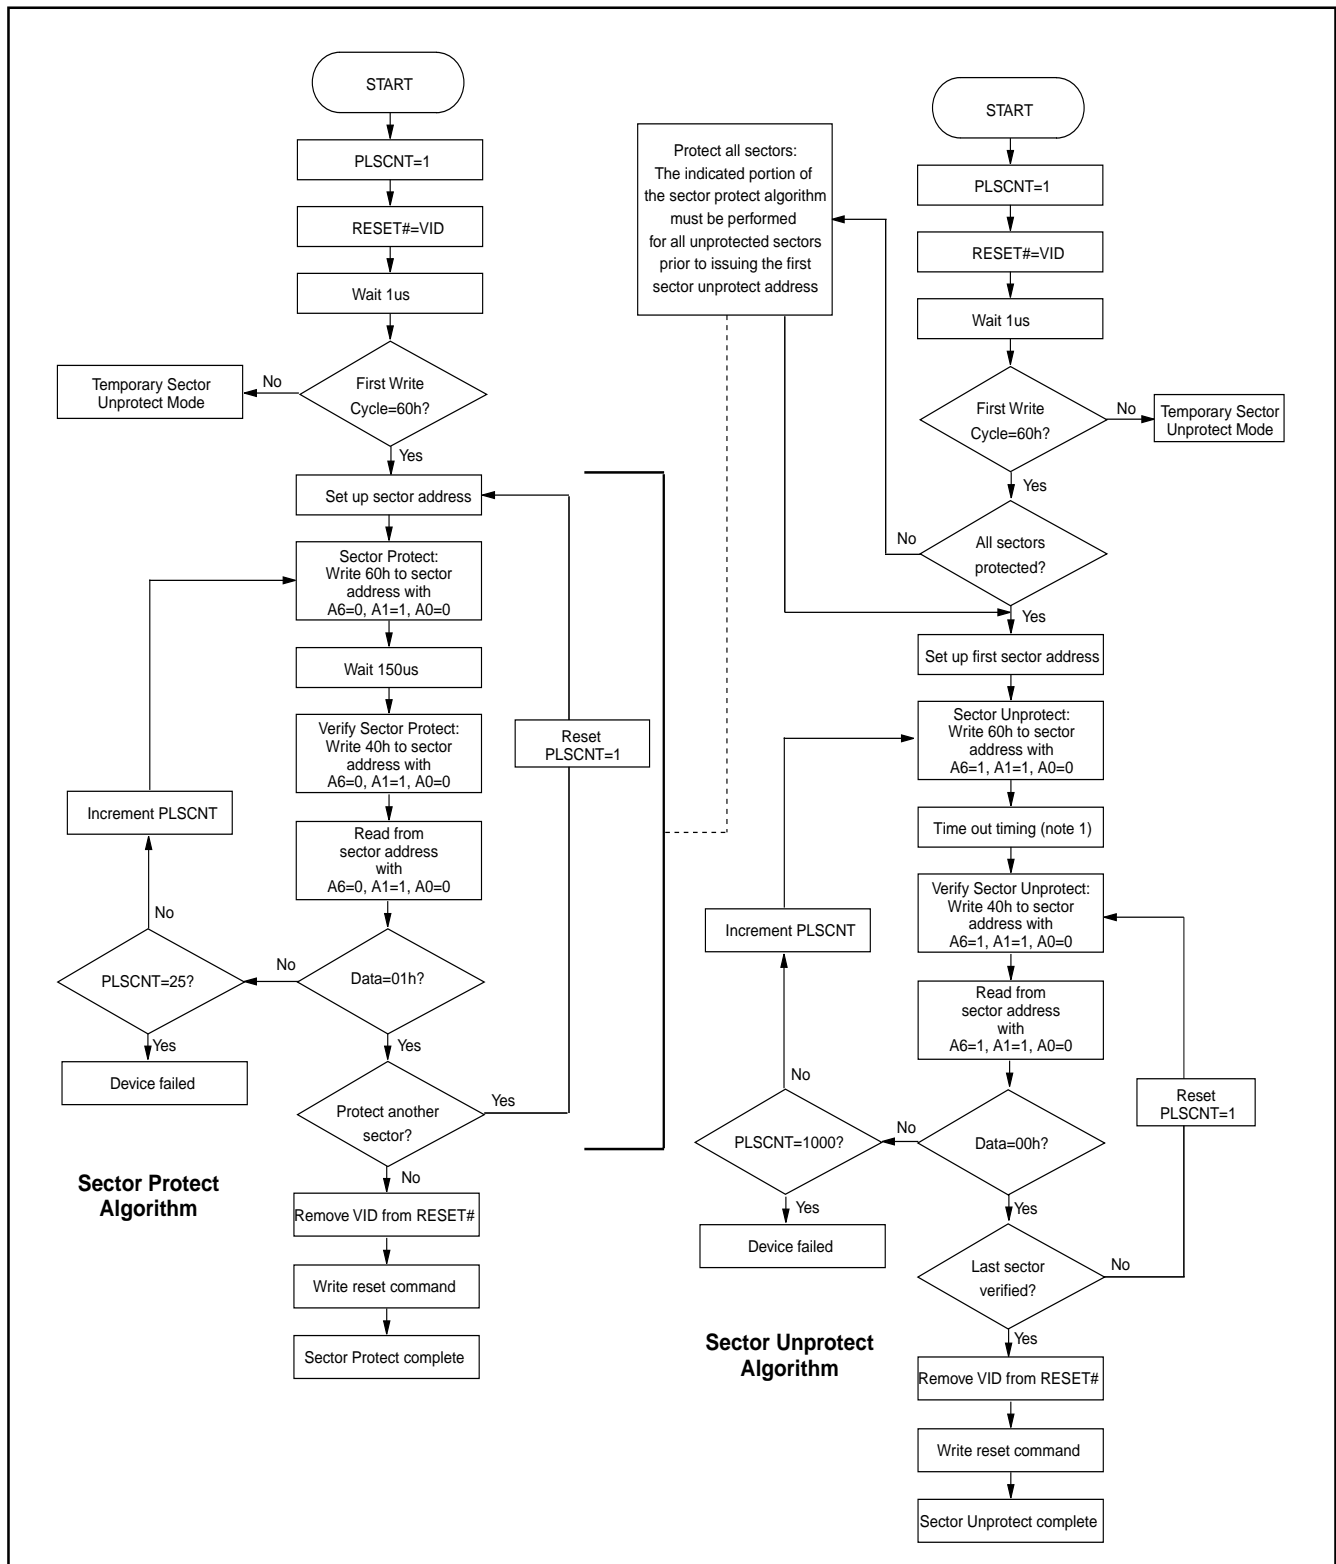 START
PLSCNT=1
RESET#=VID
Wait 1us
First Write
Cycle=60h?
No
Temporary Sector
Unprotect Mode
Yes
Set up sector address
Sector Protect:
Write 60h to sector
address with
A6=0, A1=1, A0=0
Wait 150us
Verify Sector Protect:
Write 40h to sector
address with
A6=0, A1=1, A0=0
Reset
PLSCNT=1
Increment PLSCNT
Read from
sector address
with
A6=0, A1=1, A0=0
No
PLSCNT=25?
No
Data=01h?
Yes
Device failed
Yes
Protect another
sector?
Yes
No
Sector Protect
Algorithm
Remove VID from RESET#
Write reset command
Sector Protect complete
Protect all sectors:
The indicated portion of
the sector protect algorithm
must be performed
for all unprotected sectors
prior to issuing the first
sector unprotect address
START
PLSCNT=1
RESET#=VID
Wait 1us
First Write
Cycle=60h?
No
Temporary Sector
Unprotect Mode
Yes
No
All sectors
protected?
Yes
Set up first sector address
Sector Unprotect:
Write 60h to sector
address with
A6=1, A1=1, A0=0
Time out timing (note 1)
Verify Sector Unprotect:
Write 40h to sector
address with
A6=1, A1=1, A0=0
Increment PLSCNT
Read from
sector address
with
A6=1, A1=1, A0=0
No
Reset
PLSCNT=1
PLSCNT=1000?
No
Data=00h?
Yes
Device failed
Yes
Last sector
verified?
No
Yes
Sector Unprotect
Algorithm
Remove VID from RESET#
Write reset command
Sector Unprotect complete